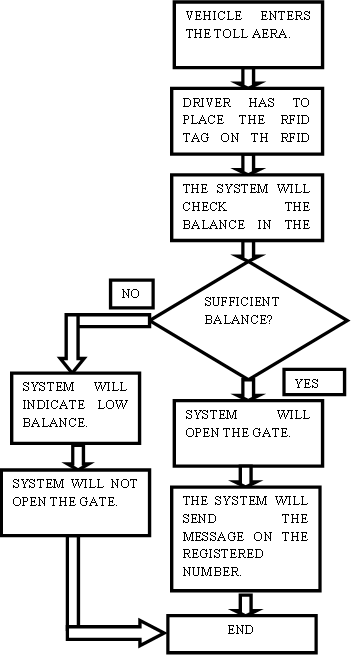 VEHICLE ENTERS
THE TOLL AERA.
DRIVER HAS TO
PLACE THE RFID
TAG ON TH RFID
THE SYSTEM WILL
CHECK THE
BALANCE IN THE
SUFFICIENT
BALANCE?
NO
YES
SYSTEM WILL
INDICATE LOW
BALANCE.
SYSTEM WILL NOT
OPEN THE GATE.
SYSTEM WILL
OPEN THE GATE.
THE SYSTEM WILL
SEND THE
MESSAGE ON THE
REGISTERED
NUMBER.
END